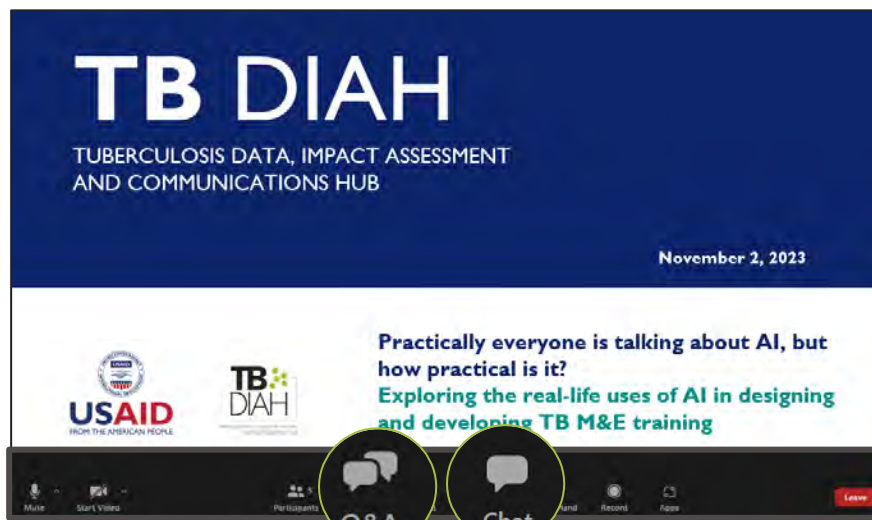 TB DIAH
TUBERCULOSIS DATA, IMPACT ASSESSMENT
AND COMMUNICATIONS HUB
November 2, 2023
USAID
FROM THE AMERICAN PEOPLE
TB
DIAH
Practically everyone is talking about AI, but
how practical is it?
Exploring the real-life uses of AI in designing
and developing TB M&E training
Mute
Start Video
Participants
5
Q&A
Chat
Record
Apps
Leave